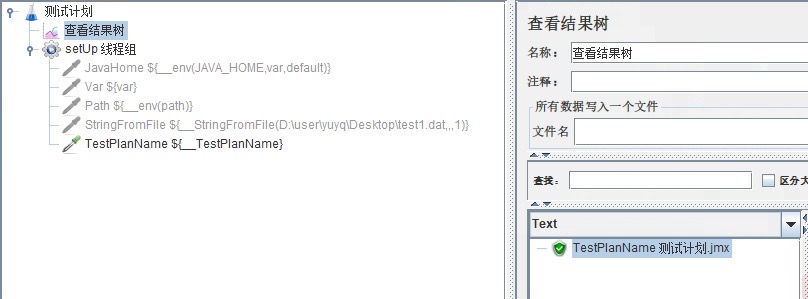 测试计划
查看结果树
setUp 线程组
JavaHome ${__env(JAVA_HOME,var,default)}
Var ${var}
Path ${__env(path)}
StringFromFile ${__StringFromFile(D:\user\yuyq\Desktop\test1.dat,,,1)}
TestPlanName ${__TestPlanName}
查看结果树
名称： 查看结果树
注释：
所有数据写入一个文件
文件名
查找： 区分大
Text
TestPlanName 测试计划.jmx